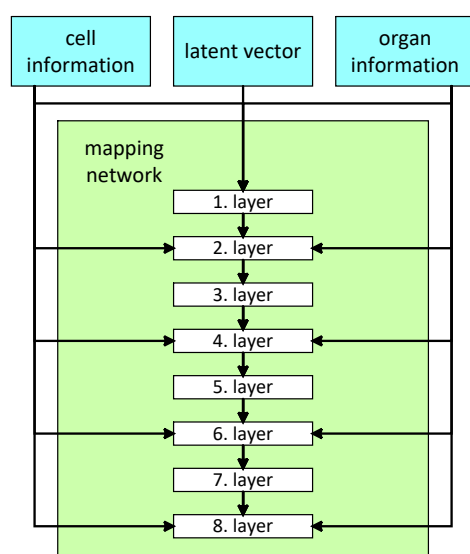 cell
information
latent vector
organ
information
mapping
network
1. layer
2. layer
3. layer
4. layer
5. layer
6. layer
7. layer
8. layer